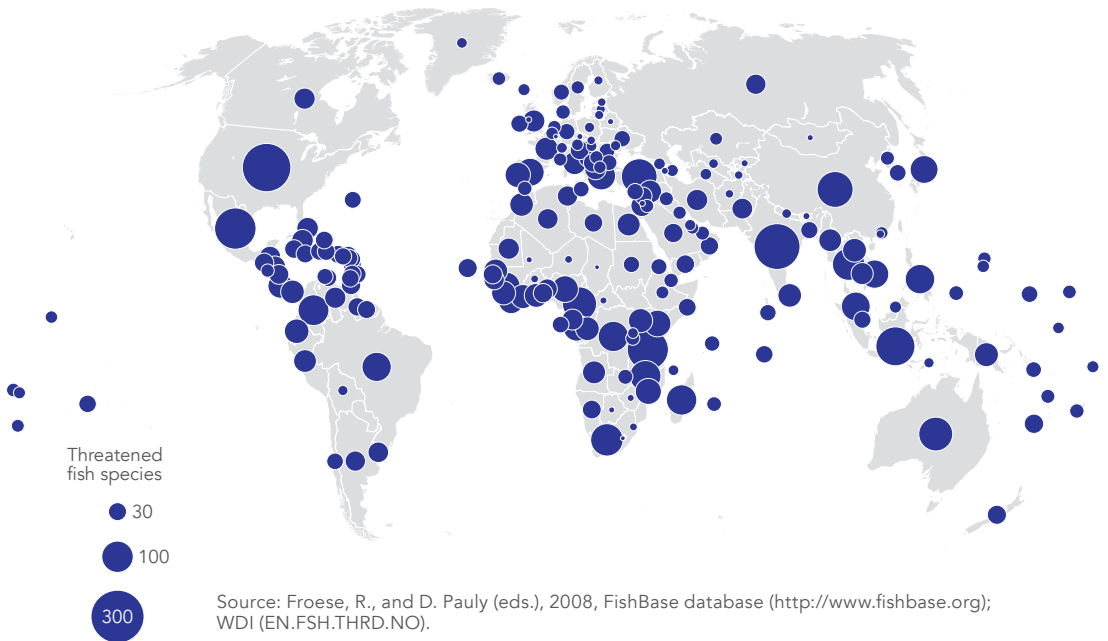 Threatened
fish species
30
100
300
Source: Froese, R., and D. Pauly (eds.), 2008, FishBase database (http://www.fishbase.org);
WDI (EN.FSH.THRD.NO).